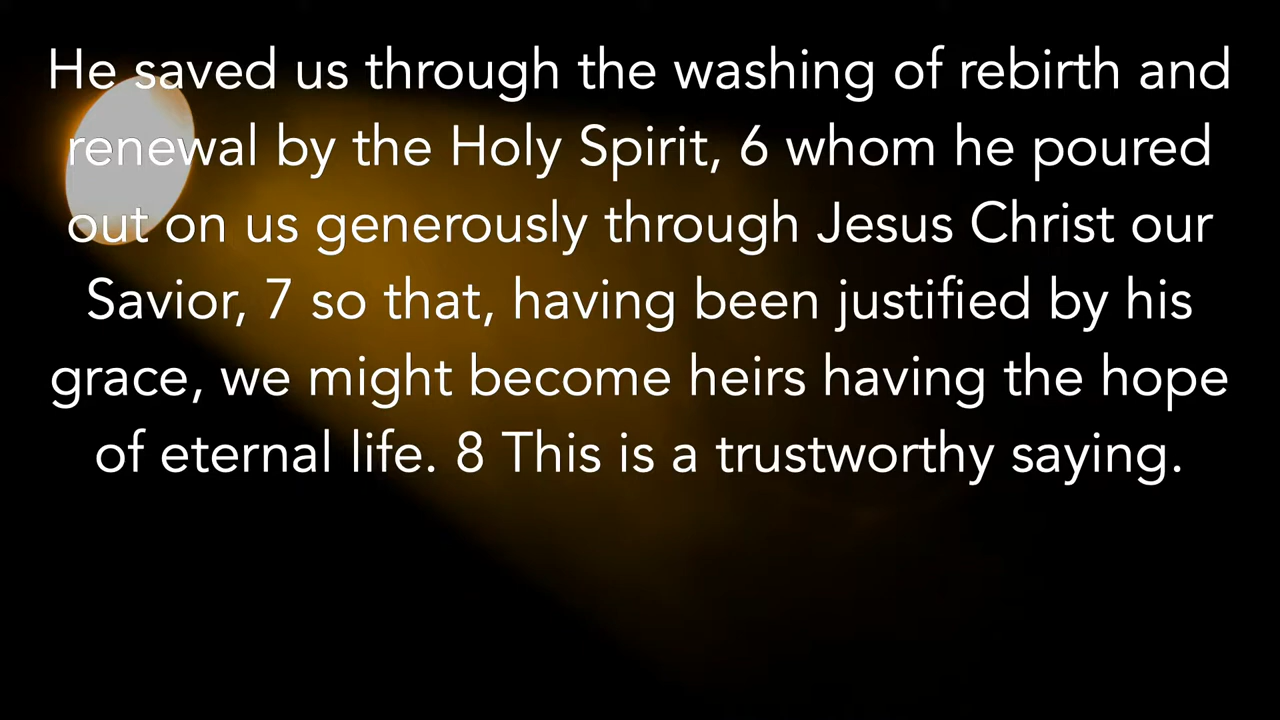 He saved us through the washing of rebirth and
renewal by the Holy Spirit, 6 whom he poured
out on us generously through Jesus Christ our
Savior, 7 so that, having been justified by his
grace, we might become heirs having the hope
of eternal life. 8 This is a trustworthy saying.